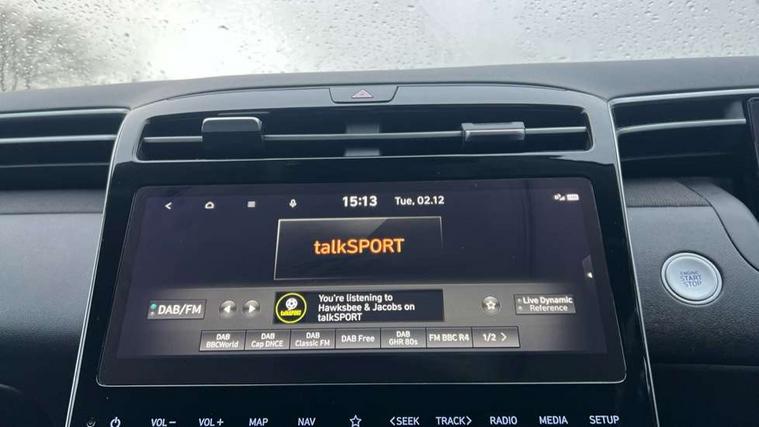 15:13 Tue, 02.12
talkSPORT
DAB/FM
talkSPORT
You're listening to
Hawksbee & Jacobs on
talkSPORT
Live Dynamic
Reference
DAB
BBCWorld
DAB
Cap DNCE
DAB
Classic FM
DAB Free
DAB
GHR 80s
FM BBC R4
1/2 >
ENGINE
START
STOP
VOL− VOL+ MAP NAV <SEEK TRACK> RADIO MEDIA SETUP